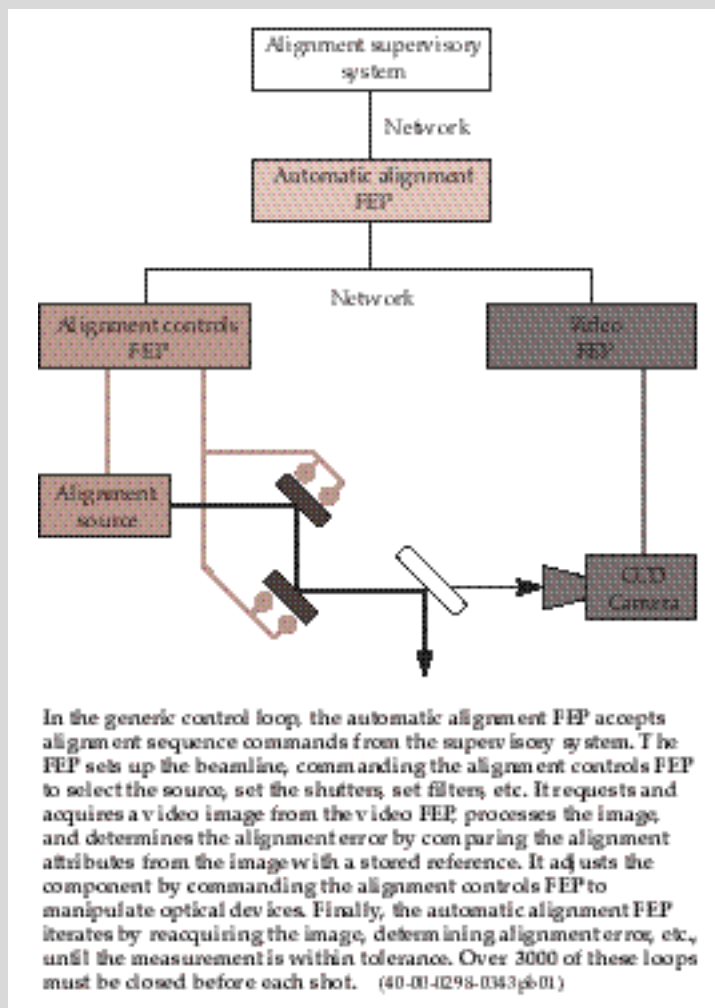 Alignment supervisory
system
Network
Automatic alignment
FEP
Network
Alignment controls
FEP
Video
FEP
Alignment
source
CCD
Camera
In the generic control loop, the automatic alignment FEP accepts
alignment sequence commands from the supervisory system. The
FEP sets up the beamline, commanding the alignment controls FEP
to select the source, set the shutters, set filters, etc. It requests and
acquires a video image from the video FEP, processes the image,
and determines the alignment error by comparing the alignment
attributes from the image with a stored reference. It adjusts the
component by commanding the alignment controls FEP to
manipulate optical devices. Finally, the automatic alignment FEP
iterates by reacquiring the image, determining alignment error, etc.,
until the measurement is within tolerance. Over 3000 of these loops
must be closed before each shot. (40-00-0298-0343pb01)